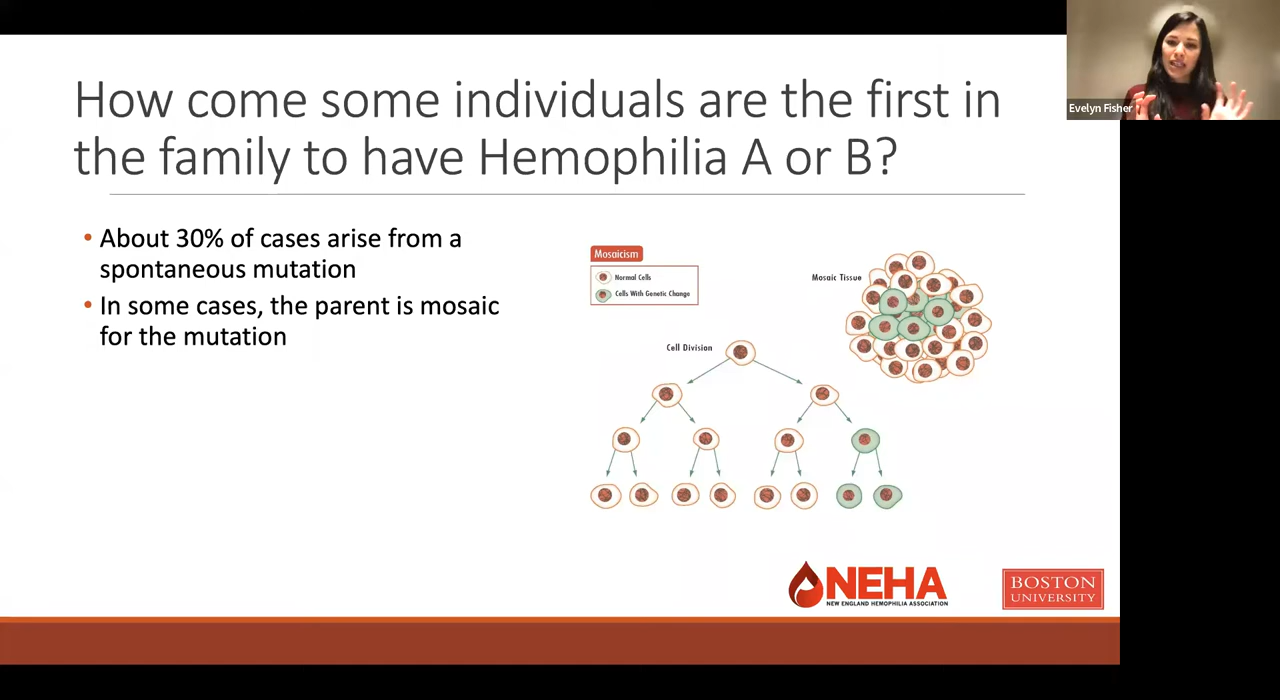 How come some individuals are the first in
the family to have Hemophilia A or B?
Evelyn Fisher
• About 30% of cases arise from a
spontaneous mutation
• In some cases, the parent is mosaic
for the mutation
Mosaicism
Normal Cells
Cells With Genetic Change
Mosaic Tissue
Cell Division
NEHA
NEW ENGLAND HEMOPHILIA ASSOCIATION
BOSTON
UNIVERSITY